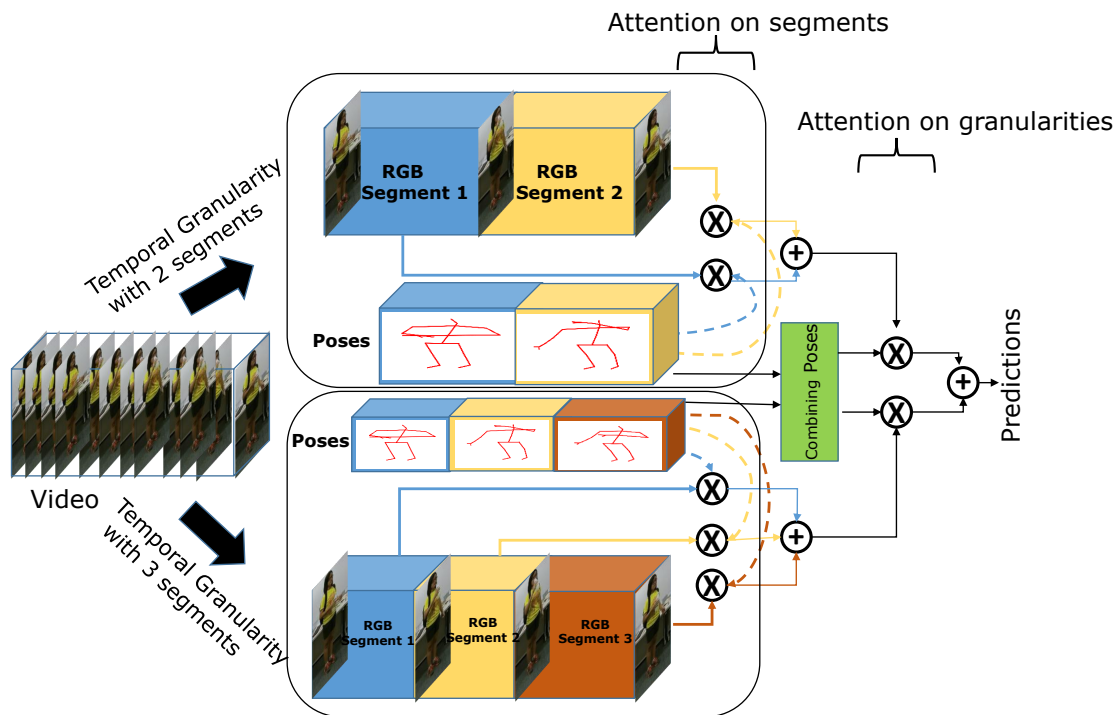 Attention on segments
Attention on granularities
Temporal Granularity
with 2 segments
RGB
Segment 1
RGB
Segment 2
X
X
+
Poses
Combining Poses
X
X
+
Predictions
Video
Poses
Temporal Granularity
with 3 segments
X
X
X
+
RGB
Segment 1
RGB
Segment 2
RGB
Segment 3